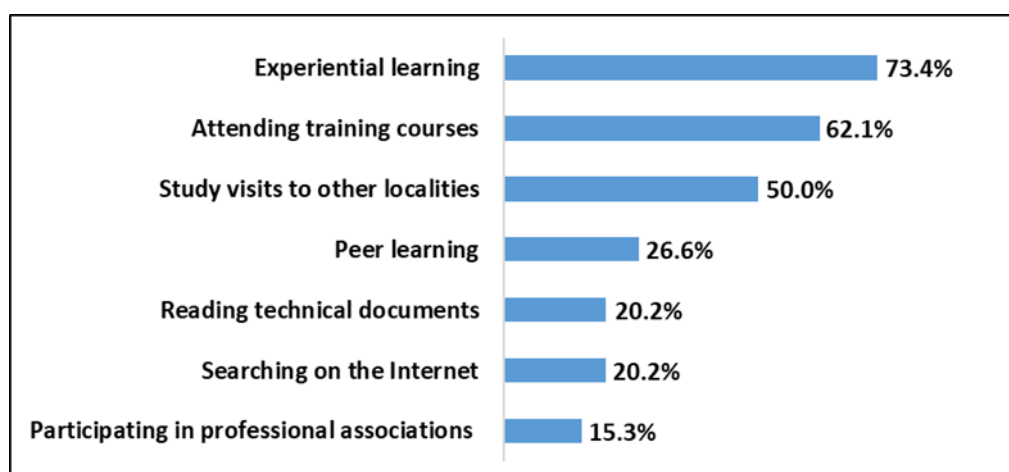 Experiential learning 73.4%
Attending training courses 62.1%
Study visits to other localities 50.0%
Peer learning 26.6%
Reading technical documents 20.2%
Searching on the Internet 20.2%
Participating in professional associations 15.3%